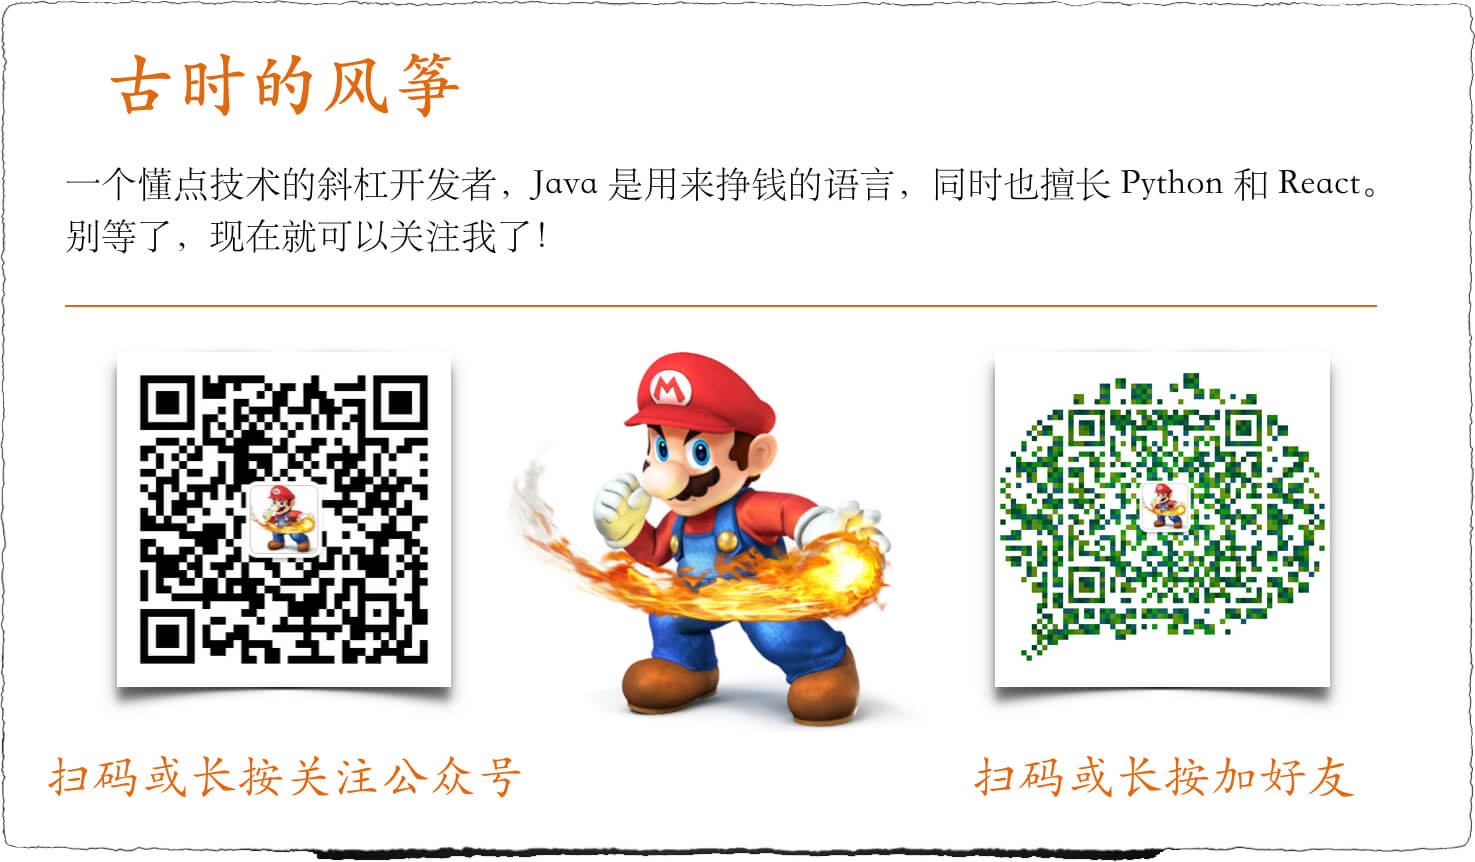 古时的风筝
一个懂点技术的斜杠开发者，Java 是用来挣钱的语言，同时也擅长 Python 和 React。
别等了，现在就可以关注我了！
M
扫码或长按关注公众号
扫码或长按加好友